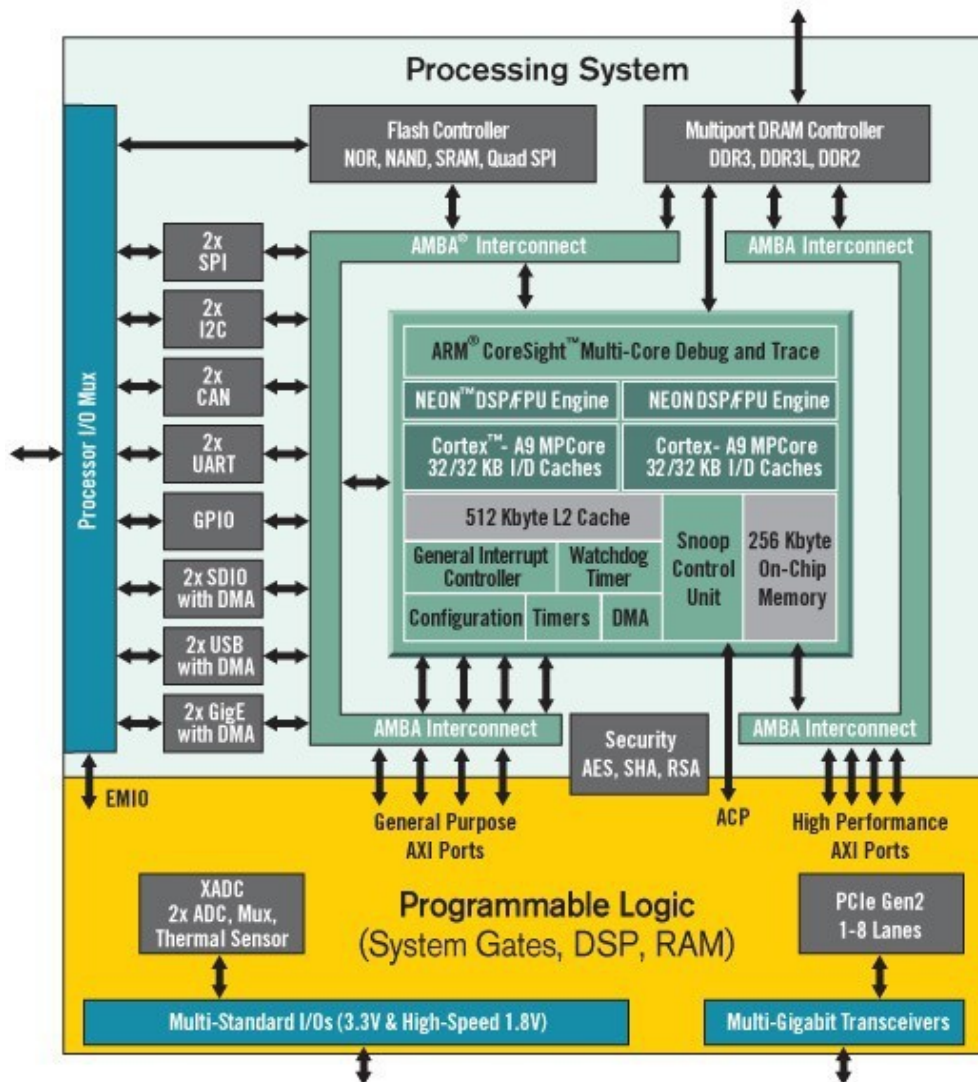 Processing System
Flash Controller
NOR, NAND, SRAM, Quad SPI
Multiport DRAM Controller
DDR3, DDR3L, DDR2
AMBA® Interconnect
AMBA Interconnect
Processor I/O Mux
2x
SPI
2x
I2C
2x
CAN
2x
UART
GPIO
2x SDIO
with DMA
2x USB
with DMA
2x GigE
with DMA
ARM® CoreSight™ Multi-Core Debug and Trace
NEON™ DSP/FPU Engine
NEON DSP/FPU Engine
Cortex™- A9 MPCore
32/32 KB I/D Caches
Cortex- A9 MPCore
32/32 KB I/D Caches
512 Kbyte L2 Cache
General Interrupt
Controller
Watchdog
Timer
Configuration
Timers
DMA
Snoop
Control
Unit
256 Kbyte
On-Chip
Memory
AMBA Interconnect
Security
AES, SHA, RSA
AMBA Interconnect
EMIO
General Purpose
AXI Ports
ACP
High Performance
AXI Ports
XADC
2x ADC, Mux,
Thermal Sensor
Programmable Logic
(System Gates, DSP, RAM)
PCIe Gen2
1-8 Lanes
Multi-Standard I/Os (3.3V & High-Speed 1.8V)
Multi-Gigabit Transceivers